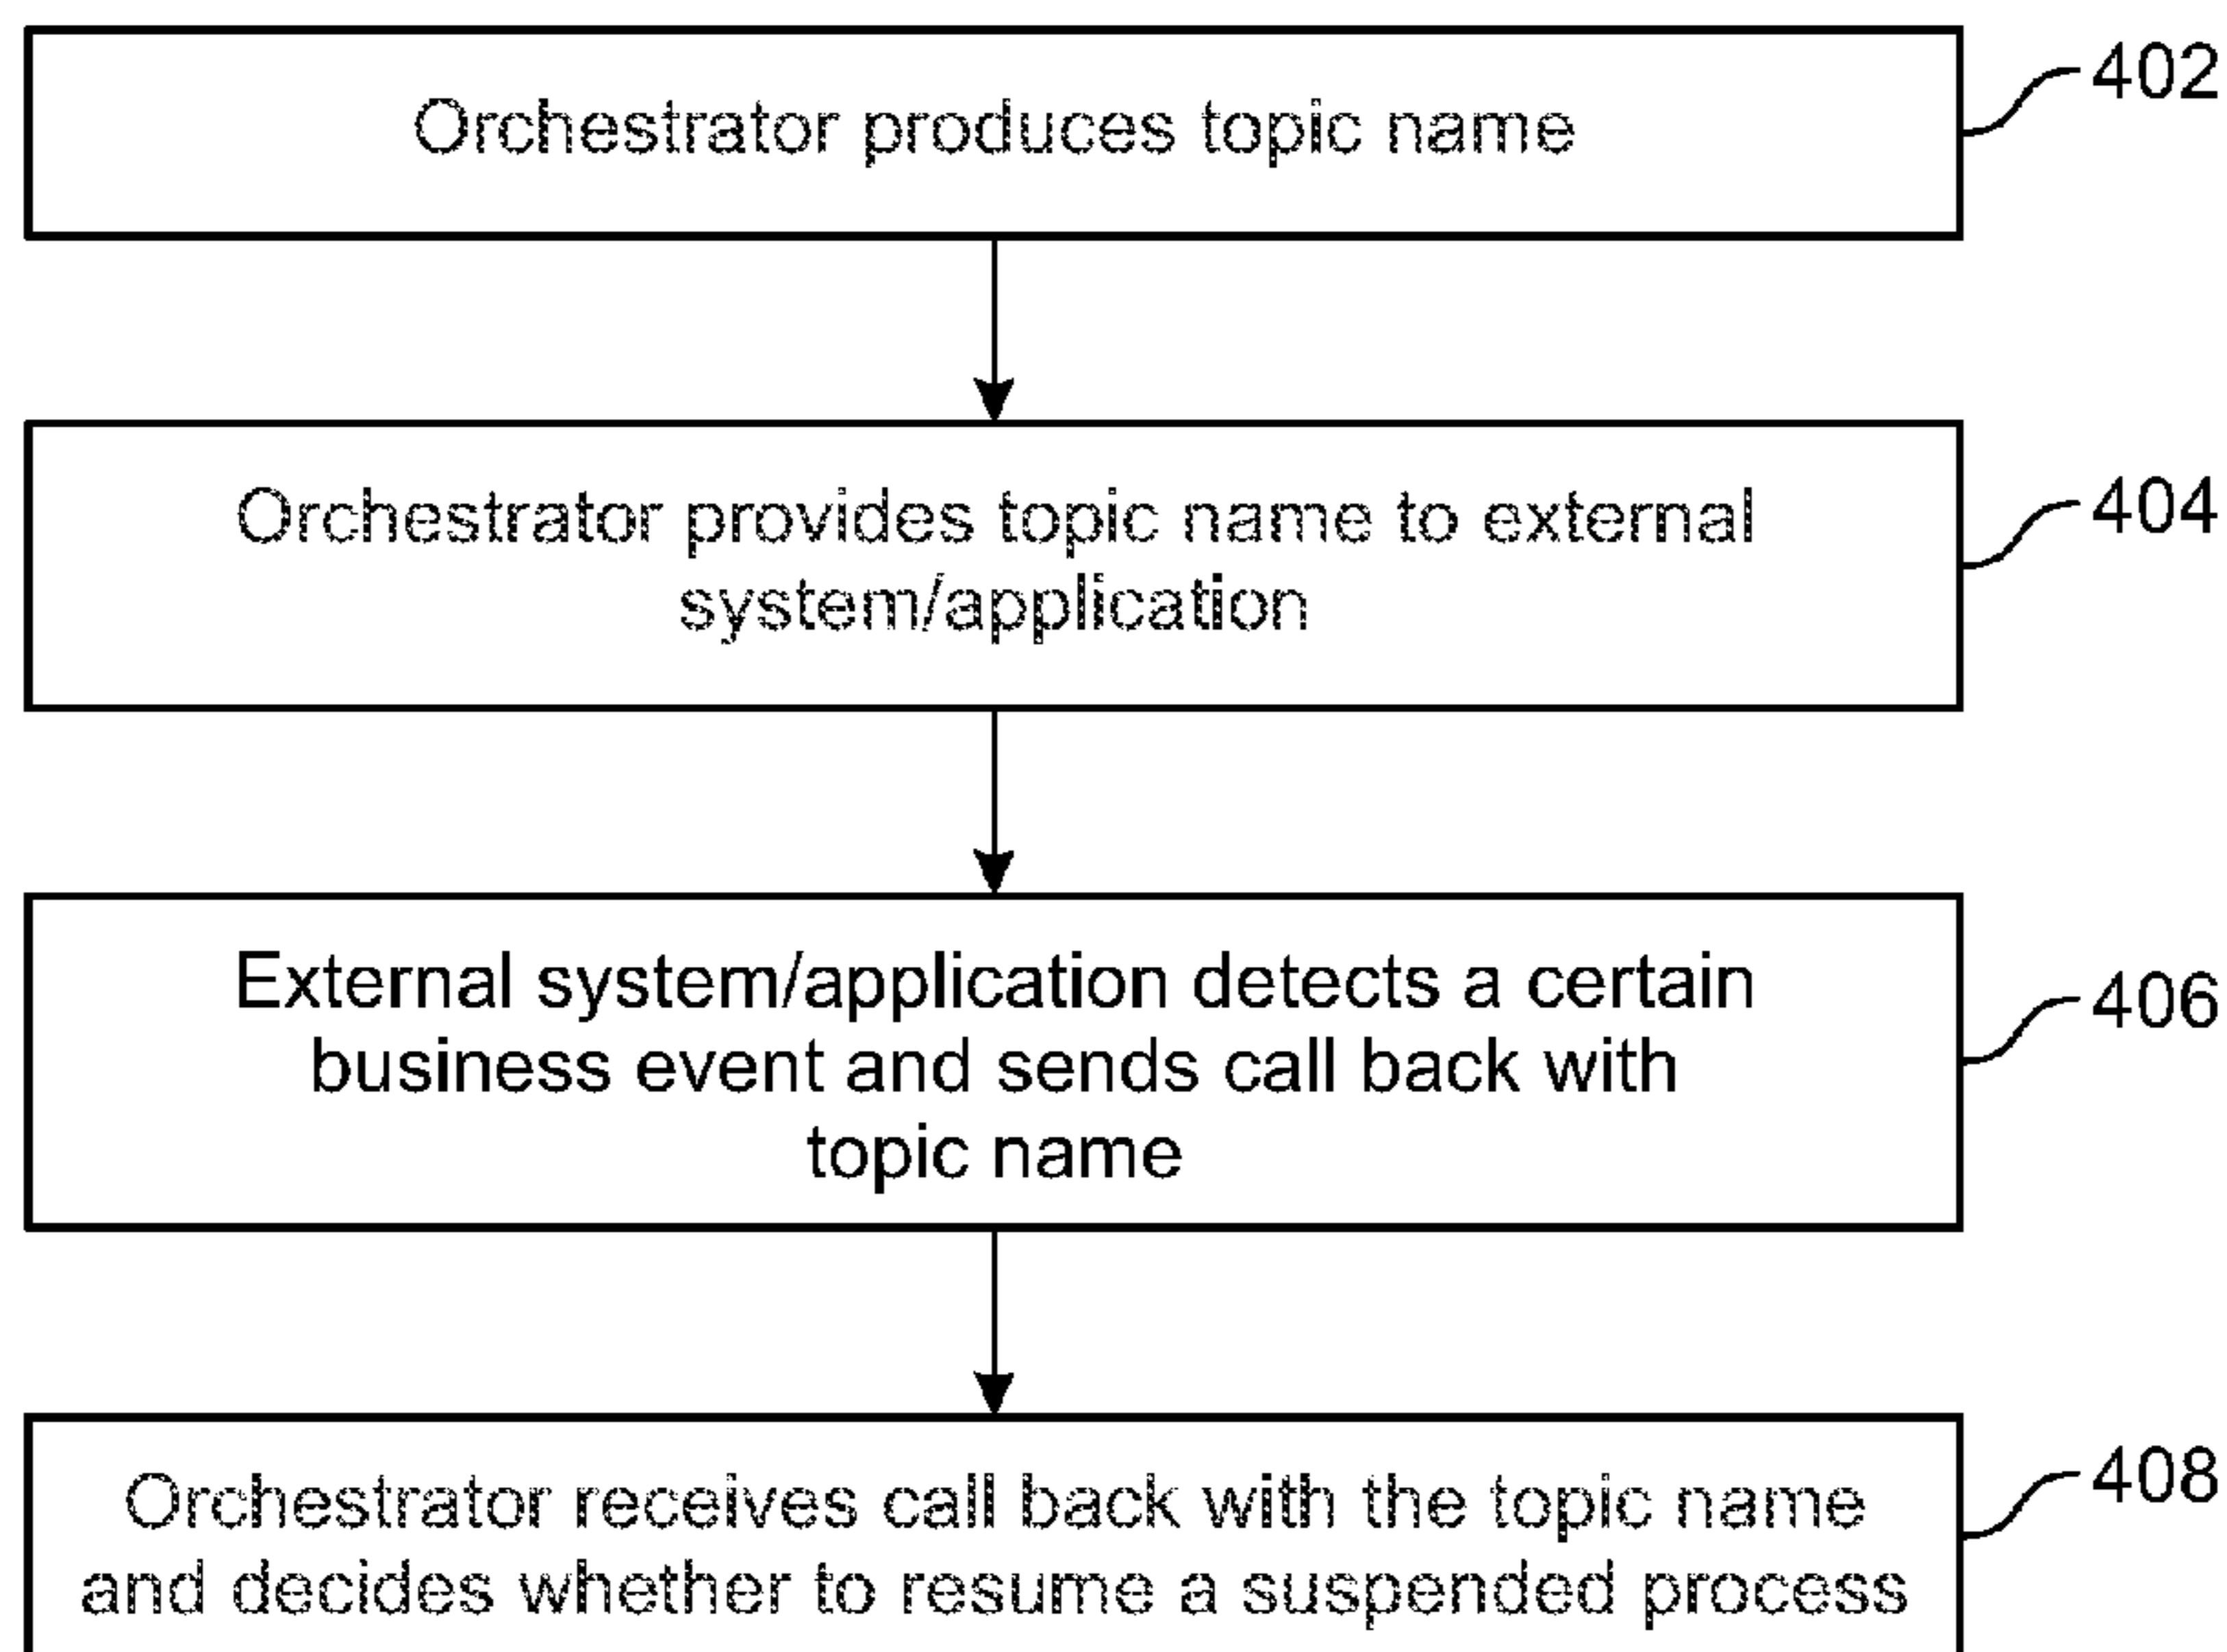 Orchestrator produces topic name
402
Orchestrator provides topic name to external
system/application
404
External system/application detects a certain
business event and sends call back with
topic name
406
Orchestrator receives call back with the topic name
and decides whether to resume a suspended process
408